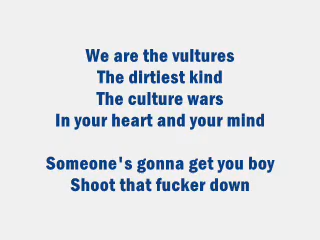 We are the vultures
The dirtiest kind
The culture wars
In your heart and your mind
Someone's gonna get you boy
Shoot that fucker down